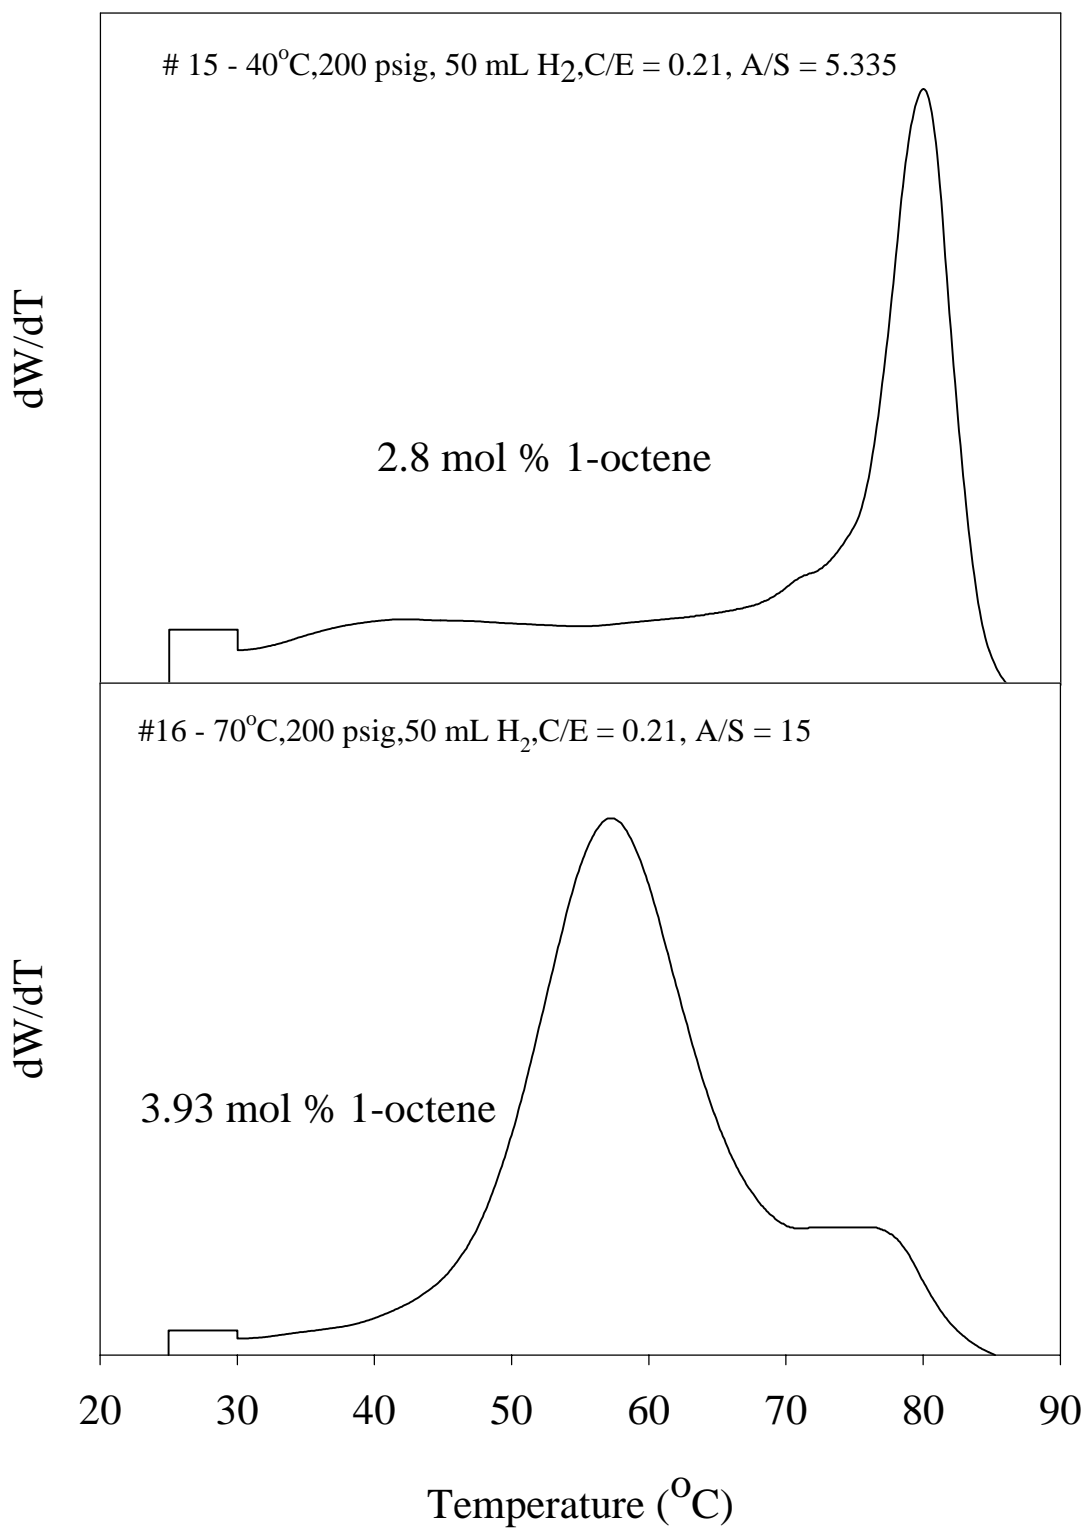 # 15 - 40°C,200 psig, 50 mL H2,C/E = 0.21, A/S = 5.335
dW/dT
2.8 mol % 1-octene
#16 - 70°C,200 psig,50 mL H2,C/E = 0.21, A/S = 15
dW/dT
3.93 mol % 1-octene
20 30 40 50 60 70 80 90
Temperature (°C)